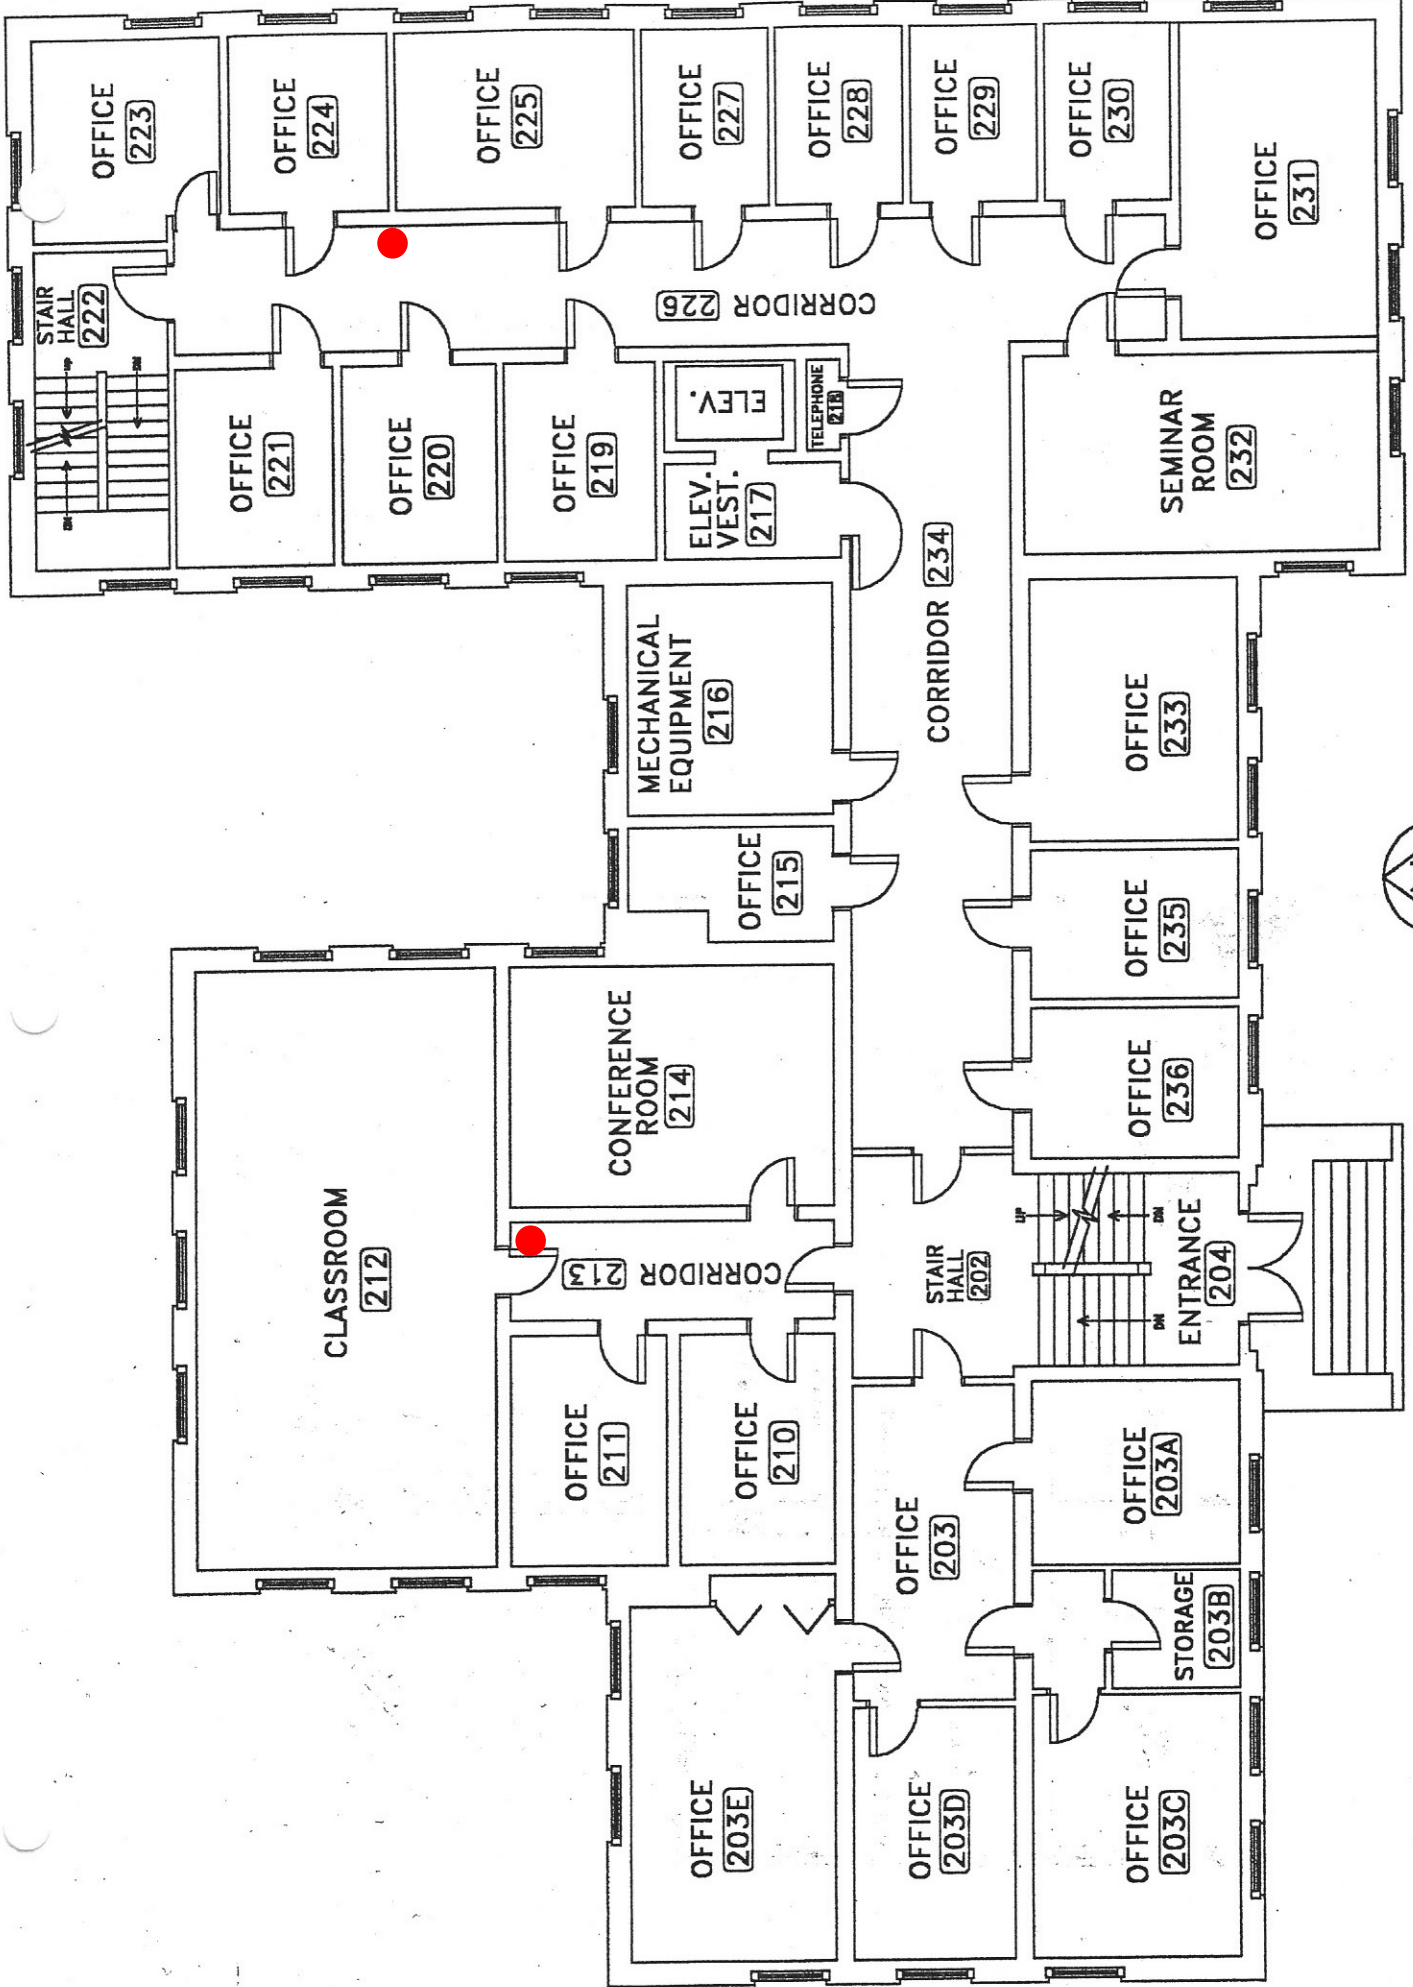 OFFICE
223
OFFICE
224
OFFICE
225
OFFICE
227
OFFICE
228
OFFICE
229
OFFICE
230
OFFICE
231
STAIR
HALL
222
UP
DN
DN
CORRIDOR
226
OFFICE
221
OFFICE
220
OFFICE
219
ELEV.
TELEPHONE
218
ELEV.
VEST.
217
SEMINAR
ROOM
232
CORRIDOR 234
MECHANICAL
EQUIPMENT
216
OFFICE
233
OFFICE
215
OFFICE
235
CONFERENCE
ROOM
214
OFFICE
236
CLASSROOM
212
CORRIDOR
213
STAIR
HALL
202
UP
DN
DN
ENTRANCE
204
OFFICE
211
OFFICE
210
OFFICE
203
OFFICE
203A
STORAGE
203B
OFFICE
203E
OFFICE
203D
OFFICE
203C